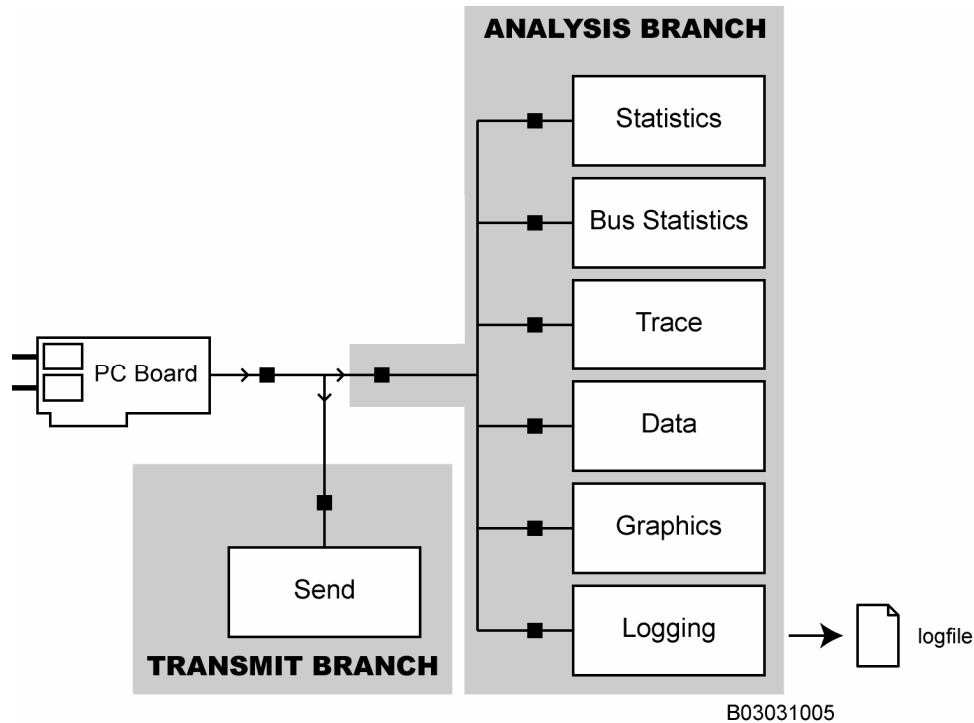 ANALYSIS BRANCH
Statistics
Bus Statistics
Trace
PC Board
Data
Graphics
Send
Logging
logfile
TRANSMIT BRANCH
B03031005